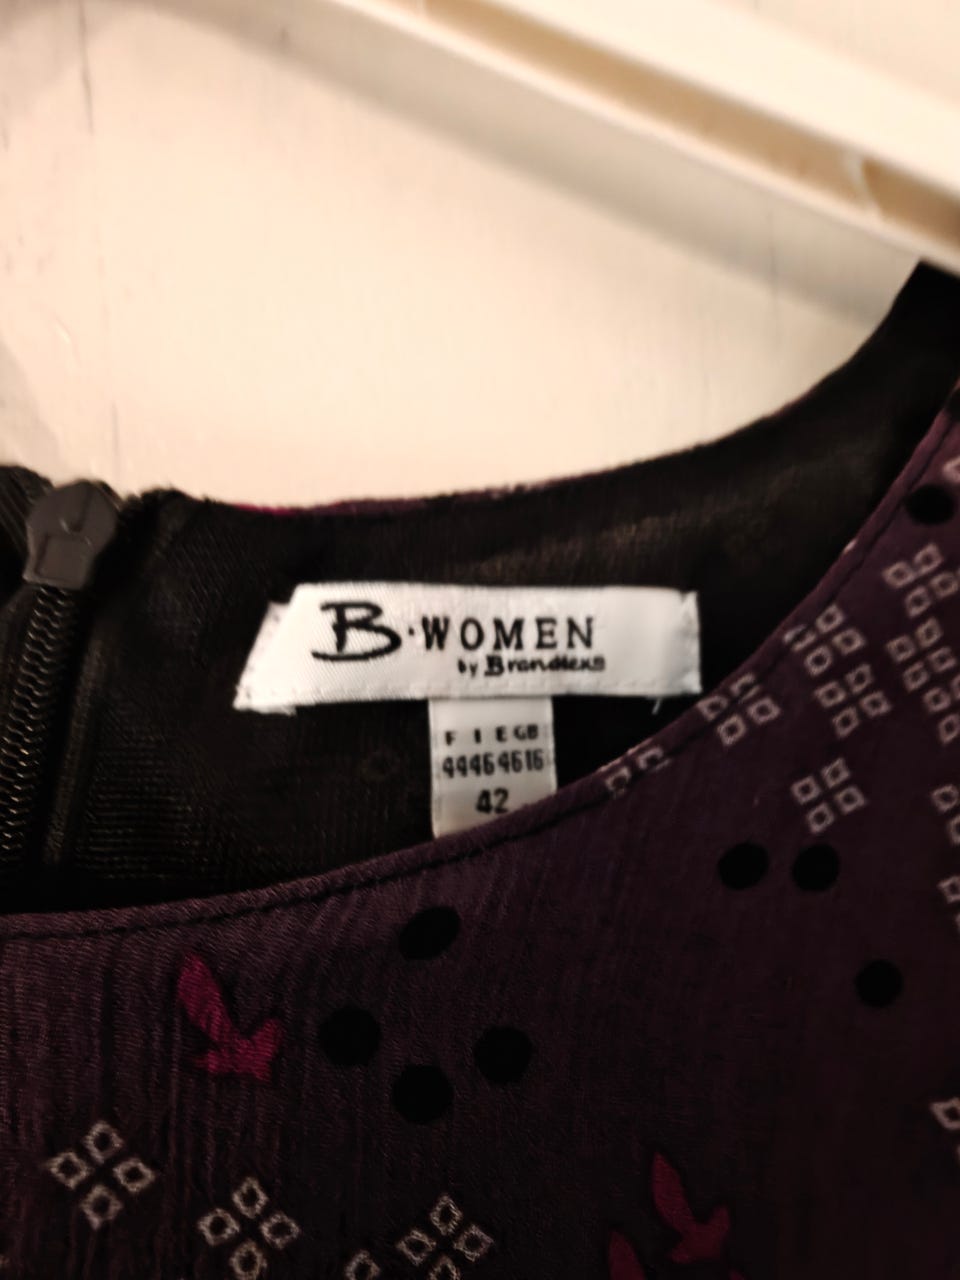 B·WOMEN
by Brandtex
F I E GB
44 46 46 16
42